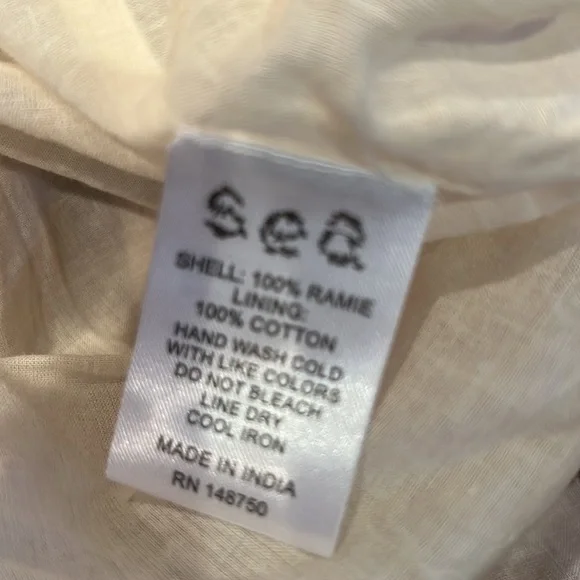 SHELL: 100% RAMIE
LINING:
100% COTTON
HAND WASH COLD
WITH LIKE COLORS
DO NOT BLEACH
LINE DRY
COOL IRON
MADE IN INDIA
RN 148750